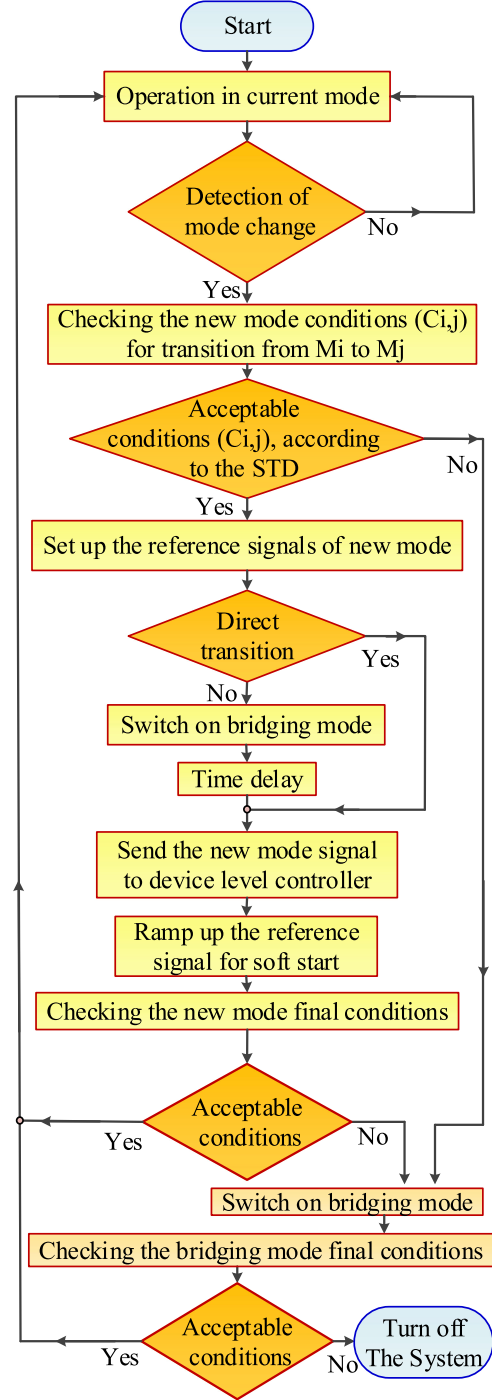 Start
Operation in current mode
Detection of
mode change
No
Yes
Checking the new mode conditions (Ci,j)
for transition from Mi to Mj
Acceptable
conditions (Ci,j), according
to the STD
No
Yes
Set up the reference signals of new mode
Direct
transition
Yes
No
Switch on bridging mode
Time delay
Send the new mode signal
to device level controller
Ramp up the reference
signal for soft start
Checking the new mode final conditions
Acceptable
conditions
Yes
No
Switch on bridging mode
Checking the bridging mode final conditions
Acceptable
conditions
Yes
No
Turn off
The System